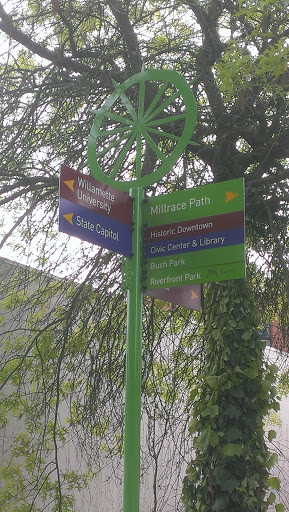 Willamette
University
State Capitol
Millrace Path
Historic Downtown
Civic Center & Library
Bush Park
Riverfront Park